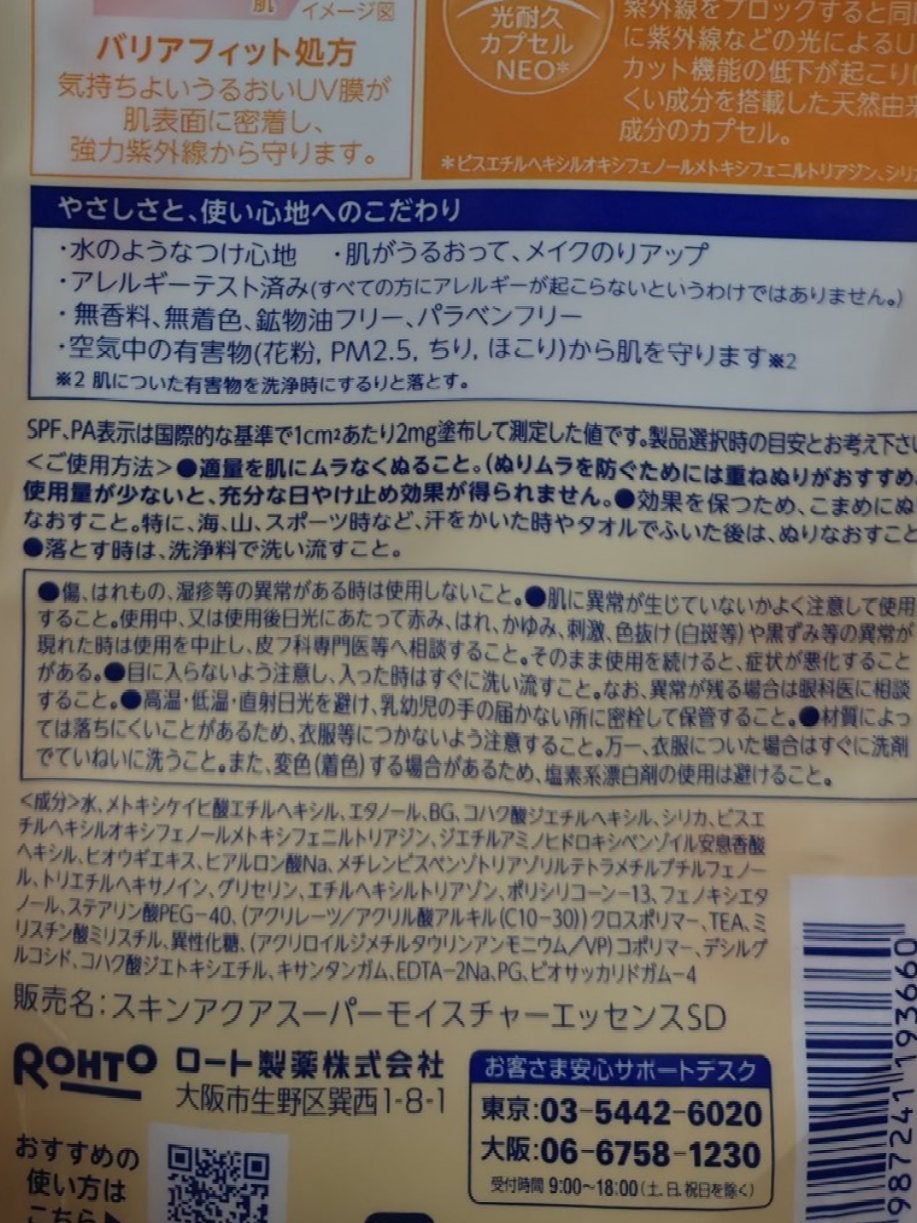 肌 イメージ図
バリアフィット処方
気持ちよいうるおいUV膜が
肌表面に密着し、
強力紫外線から守ります。
光耐久
カプセル
NEO*
紫外線をブロックすると同
に紫外線などの光によるU
カット機能の低下が起こり
くい成分を搭載した天然由来
成分のカプセル。
*ビスエチルヘキシルオキシフェノールメトキシフェニルトリアジン、シリ
やさしさと、使い心地へのこだわり
・水のようなつけ心地 ・肌がうるおって、メイクのりアップ
・アレルギーテスト済み(すべての方にアレルギーが起こらないというわけではありません。)
・無香料、無着色、鉱物油フリー、パラベンフリー
・空気中の有害物(花粉, PM2.5, ちり, ほこり)から肌を守ります※2
※2 肌についた有害物を洗浄時にするりと落とす。
SPF、PA表示は国際的な基準で1cm²あたり2mg塗布して測定した値です。製品選択時の目安とお考え下さ
<ご使用方法>●適量を肌にムラなくぬること。(ぬりムラを防ぐためには重ねぬりがおすすめ。
使用量が少ないと、充分な日やけ止め効果が得られません。●効果を保つため、こまめにぬ
なおすこと。特に、海、山、スポーツ時など、汗をかいた時やタオルでふいた後は、ぬりなおすこと
●落とす時は、洗浄料で洗い流すこと。
●傷、はれもの、湿疹等の異常がある時は使用しないこと。●肌に異常が生じていないかよく注意して使用
すること。使用中、又は使用後日光にあたって赤み、はれ、かゆみ、刺激、色抜け(白斑等)や黒ずみ等の異常が
現れた時は使用を中止し、皮フ科専門医等へ相談すること。そのまま使用を続けると、症状が悪化すること
がある。●目に入らないよう注意し、入った時はすぐに洗い流すこと。なお、異常が残る場合は眼科医に相談
すること。●高温・低温・直射日光を避け、乳幼児の手の届かない所に密栓して保管すること。●材質によっ
ては落ちにくいことがあるため、衣服等につかないよう注意すること。万一、衣服についた場合はすぐに洗剤
でていねいに洗うこと。また、変色(着色)する場合があるため、塩素系漂白剤の使用は避けること。
<成分>水、メトキシケイヒ酸エチルヘキシル、エタノール、BG、コハク酸ジエチルヘキシル、シリカ、ビスエ
チルヘキシルオキシフェノールメトキシフェニルトリアジン、ジエチルアミノヒドロキシベンゾイル安息香酸
ヘキシル、ヒオウギエキス、ヒアルロン酸Na、メチレンビスベンゾトリアゾリルテトラメチルブチルフェノー
ル、トリエチルヘキサノイン、グリセリン、エチルヘキシルトリアゾン、ポリシリコーン-13、フェノキシエタ
ノール、ステアリン酸PEG-40、(アクリレーツ/アクリル酸アルキル(C10-30))クロスポリマー、TEA、ミ
リスチン酸ミリスチル、異性化糖、(アクリロイルジメチルタウリンアンモニウム/VP)コポリマー、デシルグ
ルコシド、コハク酸ジエトキシエチル、キサンタンガム、EDTA-2Na、PG、ビオサッカリドガム-4
販売名:スキンアクアスーパーモイスチャーエッセンスSD
ROHTO ロート製薬株式会社
大阪市生野区巽西1-8-1
お客さま安心サポートデスク
東京:03-5442-6020
大阪:06-6758-1230
受付時間 9:00~18:00(土、日、祝日を除く)
おすすめの
使い方は
こちら▶
987241 193660